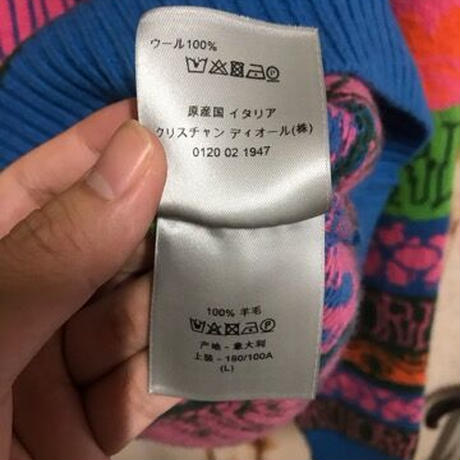 ウール100%
原産国 イタリア
クリスチャン ディオール(株)
0120 02 1947
100% 羊毛
产地 - 意大利
上装 - 180/100A
(L)